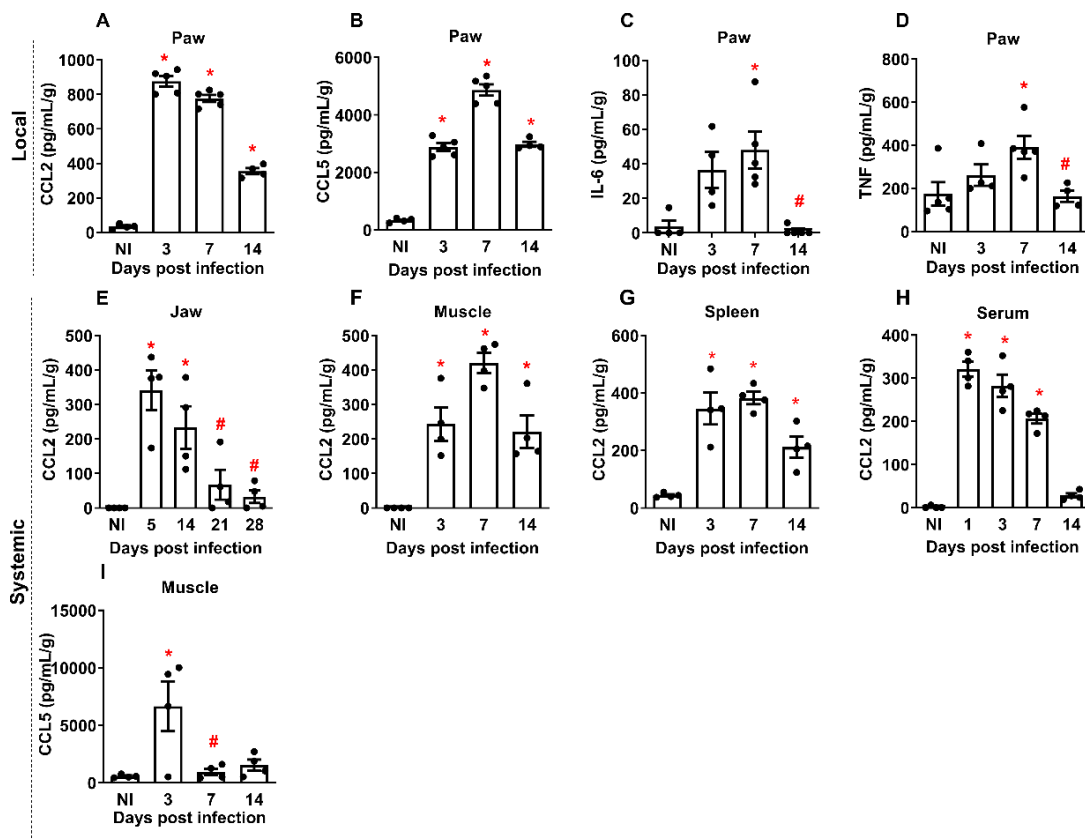 Local
A
Paw
CCL2 (pg/mL/g)
1000
800
600
400
200
0
* * *
NI 3 7 14
Days post infection
B
Paw
CCL5 (pg/mL/g)
6000
4000
2000
0
* * *
NI 3 7 14
Days post infection
C
Paw
IL-6 (pg/mL/g)
100
80
60
40
20
0
* #
NI 3 7 14
Days post infection
D
Paw
TNF (pg/mL/g)
800
600
400
200
0
* #
NI 3 7 14
Days post infection
Systemic
E
Jaw
CCL2 (pg/mL/g)
500
400
300
200
100
0
* * # #
NI 5 14 21 28
Days post infection
F
Muscle
CCL2 (pg/mL/g)
500
400
300
200
100
0
* * *
NI 3 7 14
Days post infection
G
Spleen
CCL2 (pg/mL/g)
600
400
200
0
* * *
NI 3 7 14
Days post infection
H
Serum
CCL2 (pg/mL/g)
400
300
200
100
0
* * *
NI 1 3 7 14
Days post infection
I
Muscle
CCL5 (pg/mL/g)
15000
10000
5000
0
* #
NI 3 7 14
Days post infection